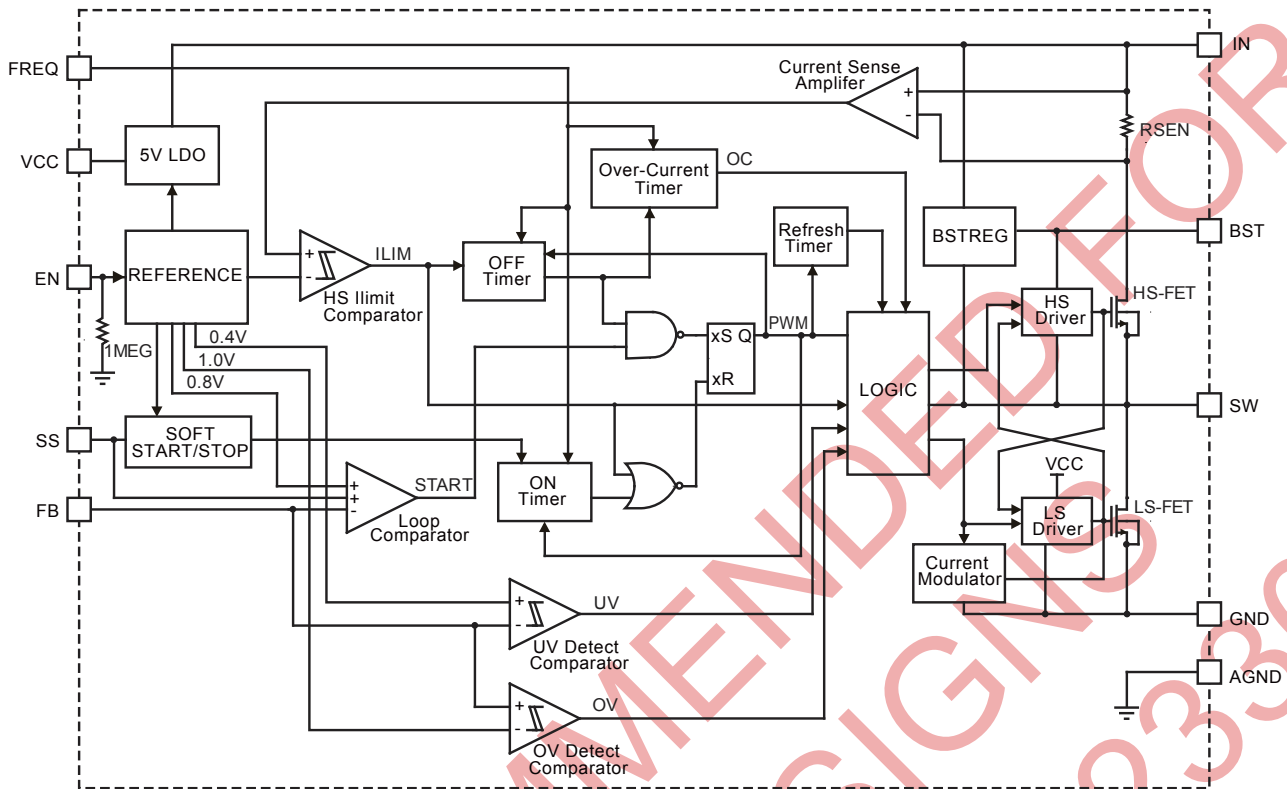 IN
FREQ
Current Sense
Amplifer
+
-
RSEN
VCC
5V LDO
Over-Current
Timer
OC
Refresh
Timer
BSTREG
BST
EN
REFERENCE
+
-
ILIM
HS Ilimit
Comparator
OFF
Timer
HS
Driver
HS-FET
1MEG
0.4V
1.0V
0.8V
xS Q
xR
PWM
LOGIC
SW
SS
SOFT
START/STOP
FB
+
+
-
START
Loop
Comparator
ON
Timer
VCC
LS
Driver
LS-FET
Current
Modulator
+
-
UV
UV Detect
Comparator
GND
AGND
+
-
OV
OV Detect
Comparator
MMENDED FOR
SIGNS